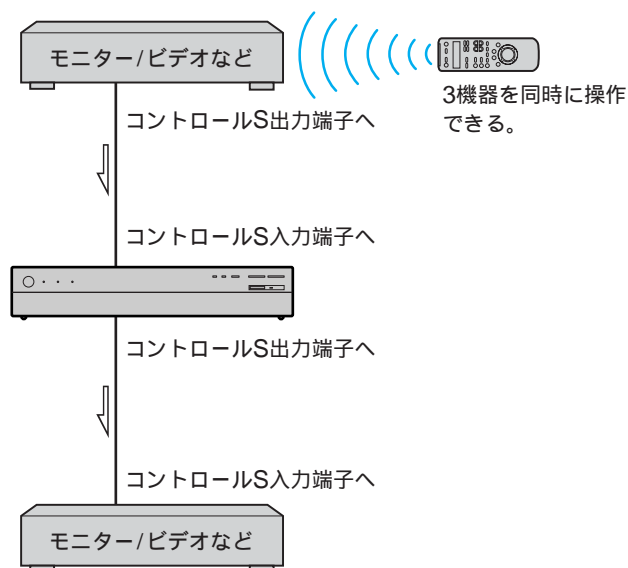 モニター/ビデオなど
3機器を同時に操作
できる。
コントロールS出力端子へ
コントロールS入力端子へ
コントロールS出力端子へ
コントロールS入力端子へ
モニター/ビデオなど